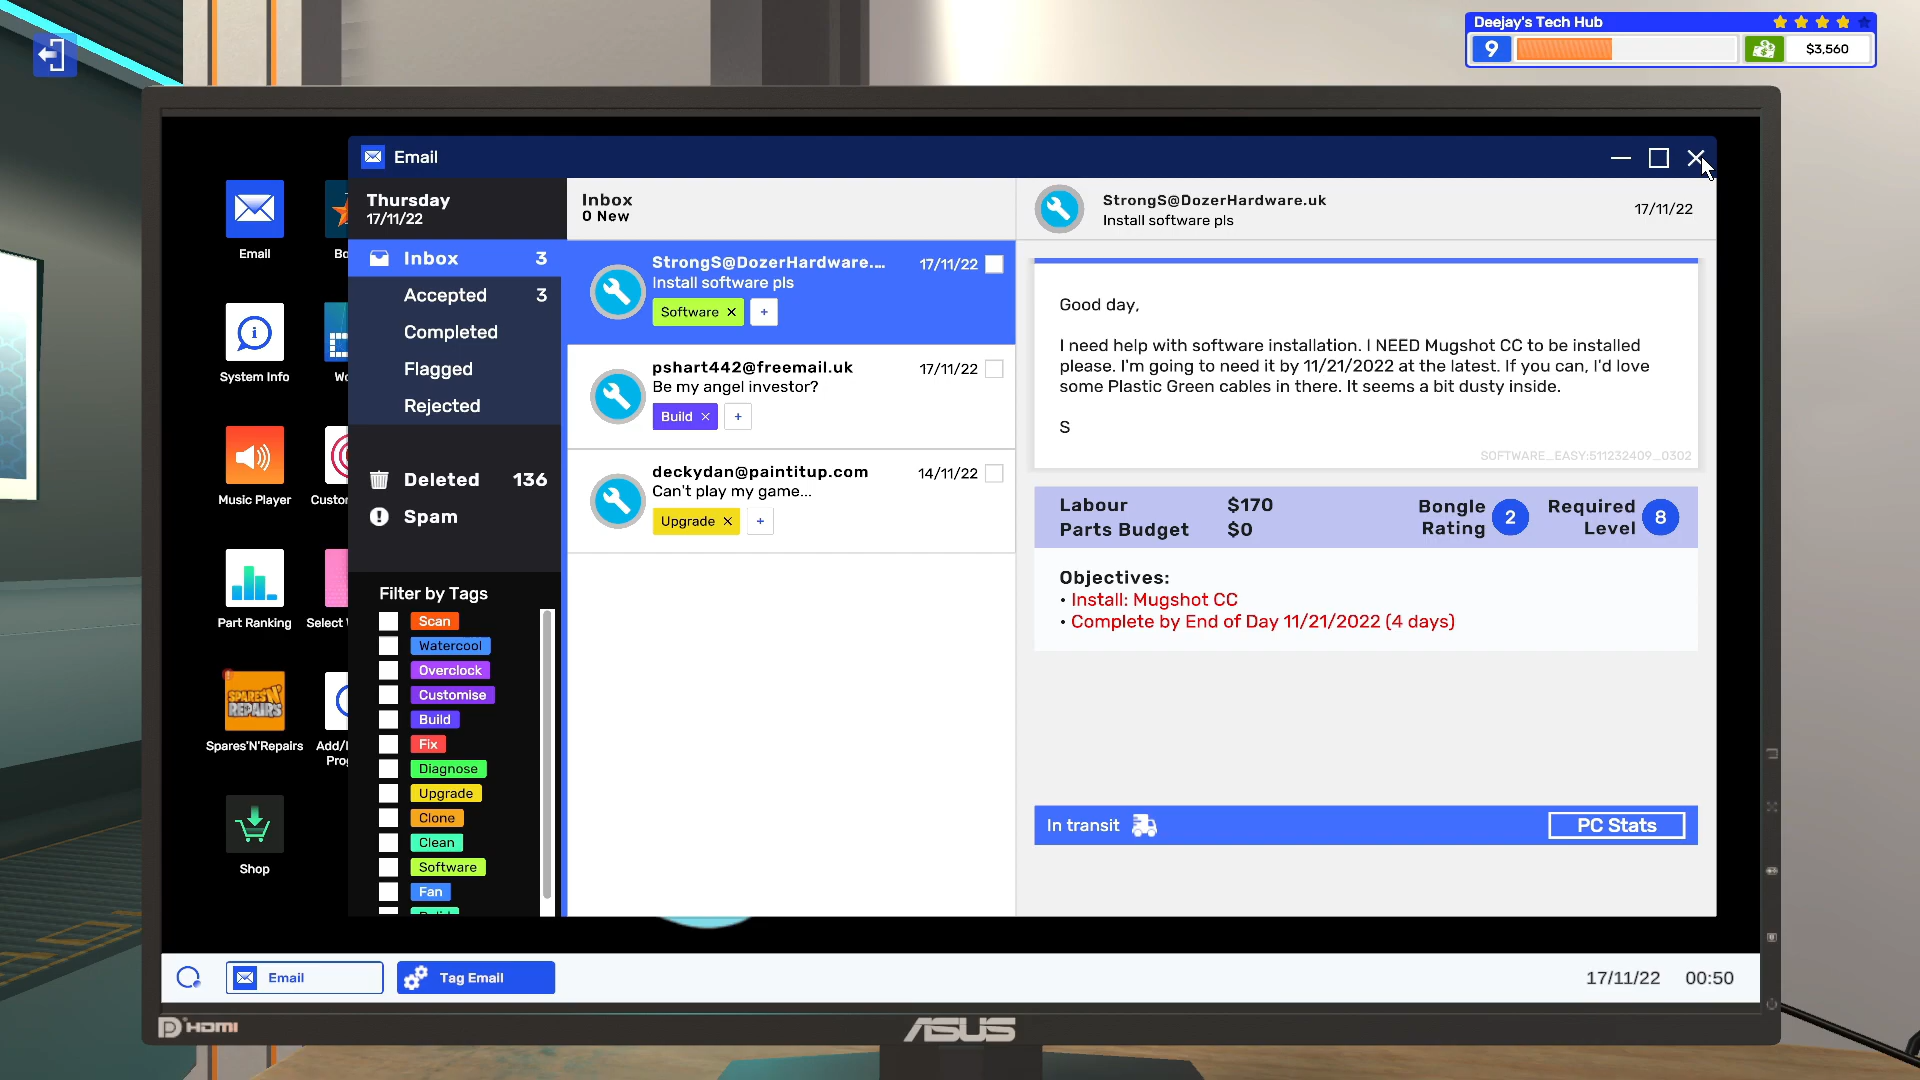 Deejay's Tech Hub
9
$3,560
Email
Thursday
17/11/22
Inbox 3
Accepted 3
Completed
Flagged
Rejected
Deleted 136
Spam
Filter by Tags
Scan
Watercool
Overclock
Customise
Build
Fix
Diagnose
Upgrade
Clone
Clean
Software
Fan
Inbox
0 New
StrongS@DozerHardware.... 17/11/22
Install software pls
Software × +
pshart442@freemail.uk 17/11/22
Be my angel investor?
Build × +
deckydan@paintitup.com 14/11/22
Can't play my game...
Upgrade × +
StrongS@DozerHardware.uk
Install software pls
17/11/22
Good day,
I need help with software installation. I NEED Mugshot CC to be installed
please. I'm going to need it by 11/21/2022 at the latest. If you can, I'd love
some Plastic Green cables in there. It seems a bit dusty inside.
S
SOFTWARE_EASY:511232409_0302
Labour $170
Parts Budget $0
Bongle
Rating 2
Required
Level 8
Objectives:
• Install: Mugshot CC
• Complete by End of Day 11/21/2022 (4 days)
In transit
PC Stats
Email
System Info
Music Player
Part Ranking
SPARES'N'
REPAIRS
Spares'N'Repairs
Shop
Bo
Wo
Custor
Select
Add/
Prog
Email
Tag Email
17/11/22 00:50
HDMI
ASUS